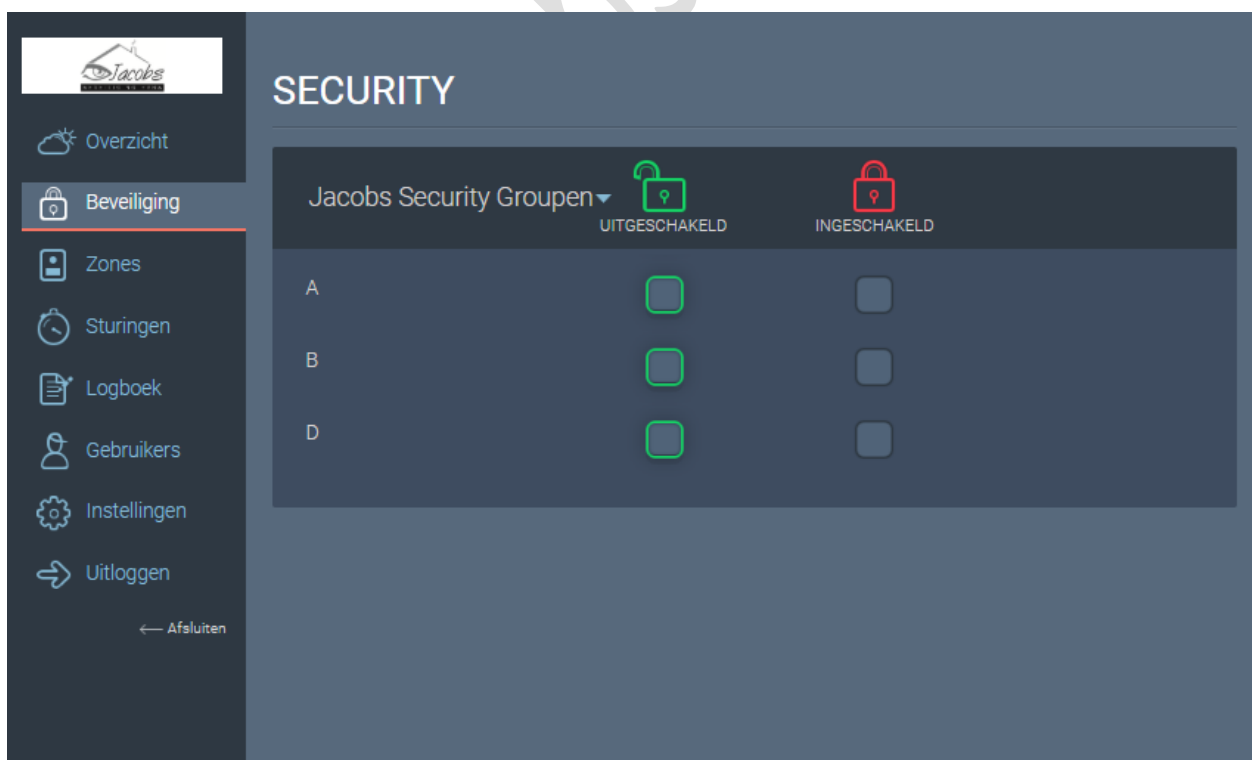 Jacobs
Overzicht
Beveiliging
Zones
Sturingen
Logboek
Gebruikers
Instellingen
Uitloggen
Afsluiten
SECURITY
Jacobs Security Groupen
UITGESCHAKELD
INGESCHAKELD
A
B
D